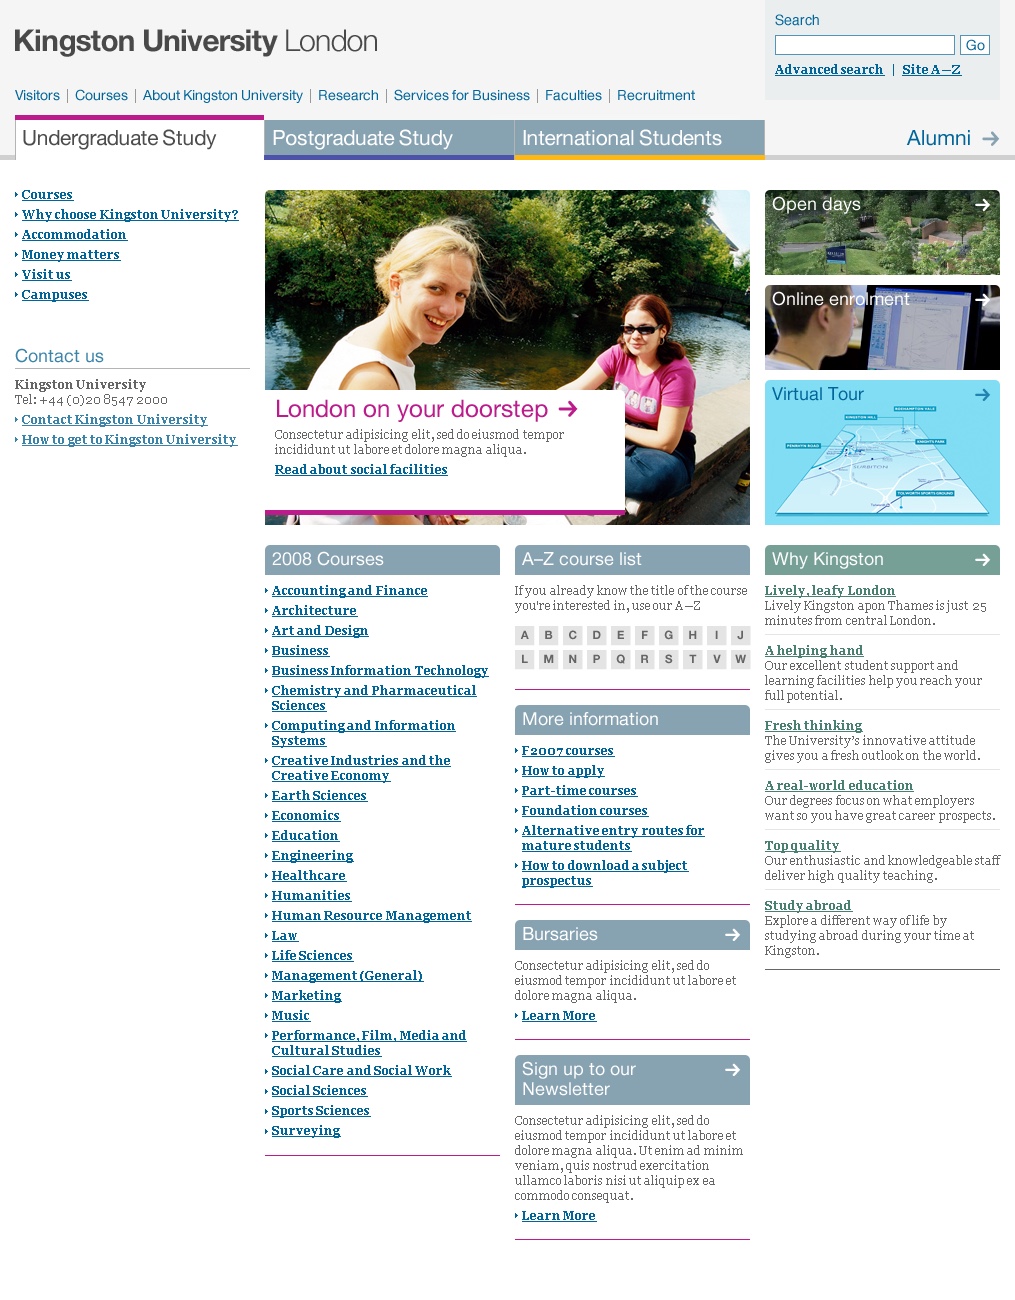 Kingston University London
Search
Go
Advanced search | Site A–Z
Visitors | Courses | About Kingston University | Research | Services for Business | Faculties | Recruitment
Undergraduate Study
Postgraduate Study
International Students
Alumni
Courses
Why choose Kingston University?
Accommodation
Money matters
Visit us
Campuses
Contact us
Kingston University
Tel: +44 (0)20 8547 2000
Contact Kingston University
How to get to Kingston University
London on your doorstep
Consectetur adipisicing elit, sed do eiusmod tempor
incididunt ut labore et dolore magna aliqua.
Read about social facilities
Open days
Online enrolment
Virtual Tour
ROEHAMPTON VALE
KINGSTON HILL
KNIGHTS PARK
PENRHYN ROAD
SURBITON
TOLWORTH SPORTS GROUND
2008 Courses
Accounting and Finance
Architecture
Art and Design
Business
Business Information Technology
Chemistry and Pharmaceutical
Sciences
Computing and Information
Systems
Creative Industries and the
Creative Economy
Earth Sciences
Economics
Education
Engineering
Healthcare
Humanities
Human Resource Management
Law
Life Sciences
Management (General)
Marketing
Music
Performance, Film, Media and
Cultural Studies
Social Care and Social Work
Social Sciences
Sports Sciences
Surveying
A–Z course list
If you already know the title of the course
you're interested in, use our A–Z
A B C D E F G H I J
L M N P Q R S T V W
More information
F2007 courses
How to apply
Part-time courses
Foundation courses
Alternative entry routes for
mature students
How to download a subject
prospectus
Bursaries
Consectetur adipisicing elit, sed do
eiusmod tempor incididunt ut labore et
dolore magna aliqua.
Learn More
Sign up to our
Newsletter
Consectetur adipisicing elit, sed do
eiusmod tempor incididunt ut labore et
dolore magna aliqua. Ut enim ad minim
veniam, quis nostrud exercitation
ullamco laboris nisi ut aliquip ex ea
commodo consequat.
Learn More
Why Kingston
Lively, leafy London
Lively Kingston apon Thames is just 25
minutes from central London.
A helping hand
Our excellent student support and
learning facilities help you reach your
full potential.
Fresh thinking
The University's innovative attitude
gives you a fresh outlook on the world.
A real-world education
Our degrees focus on what employers
want so you have great career prospects.
Top quality
Our enthusiastic and knowledgeable staff
deliver high quality teaching.
Study abroad
Explore a different way of life by
studying abroad during your time at
Kingston.